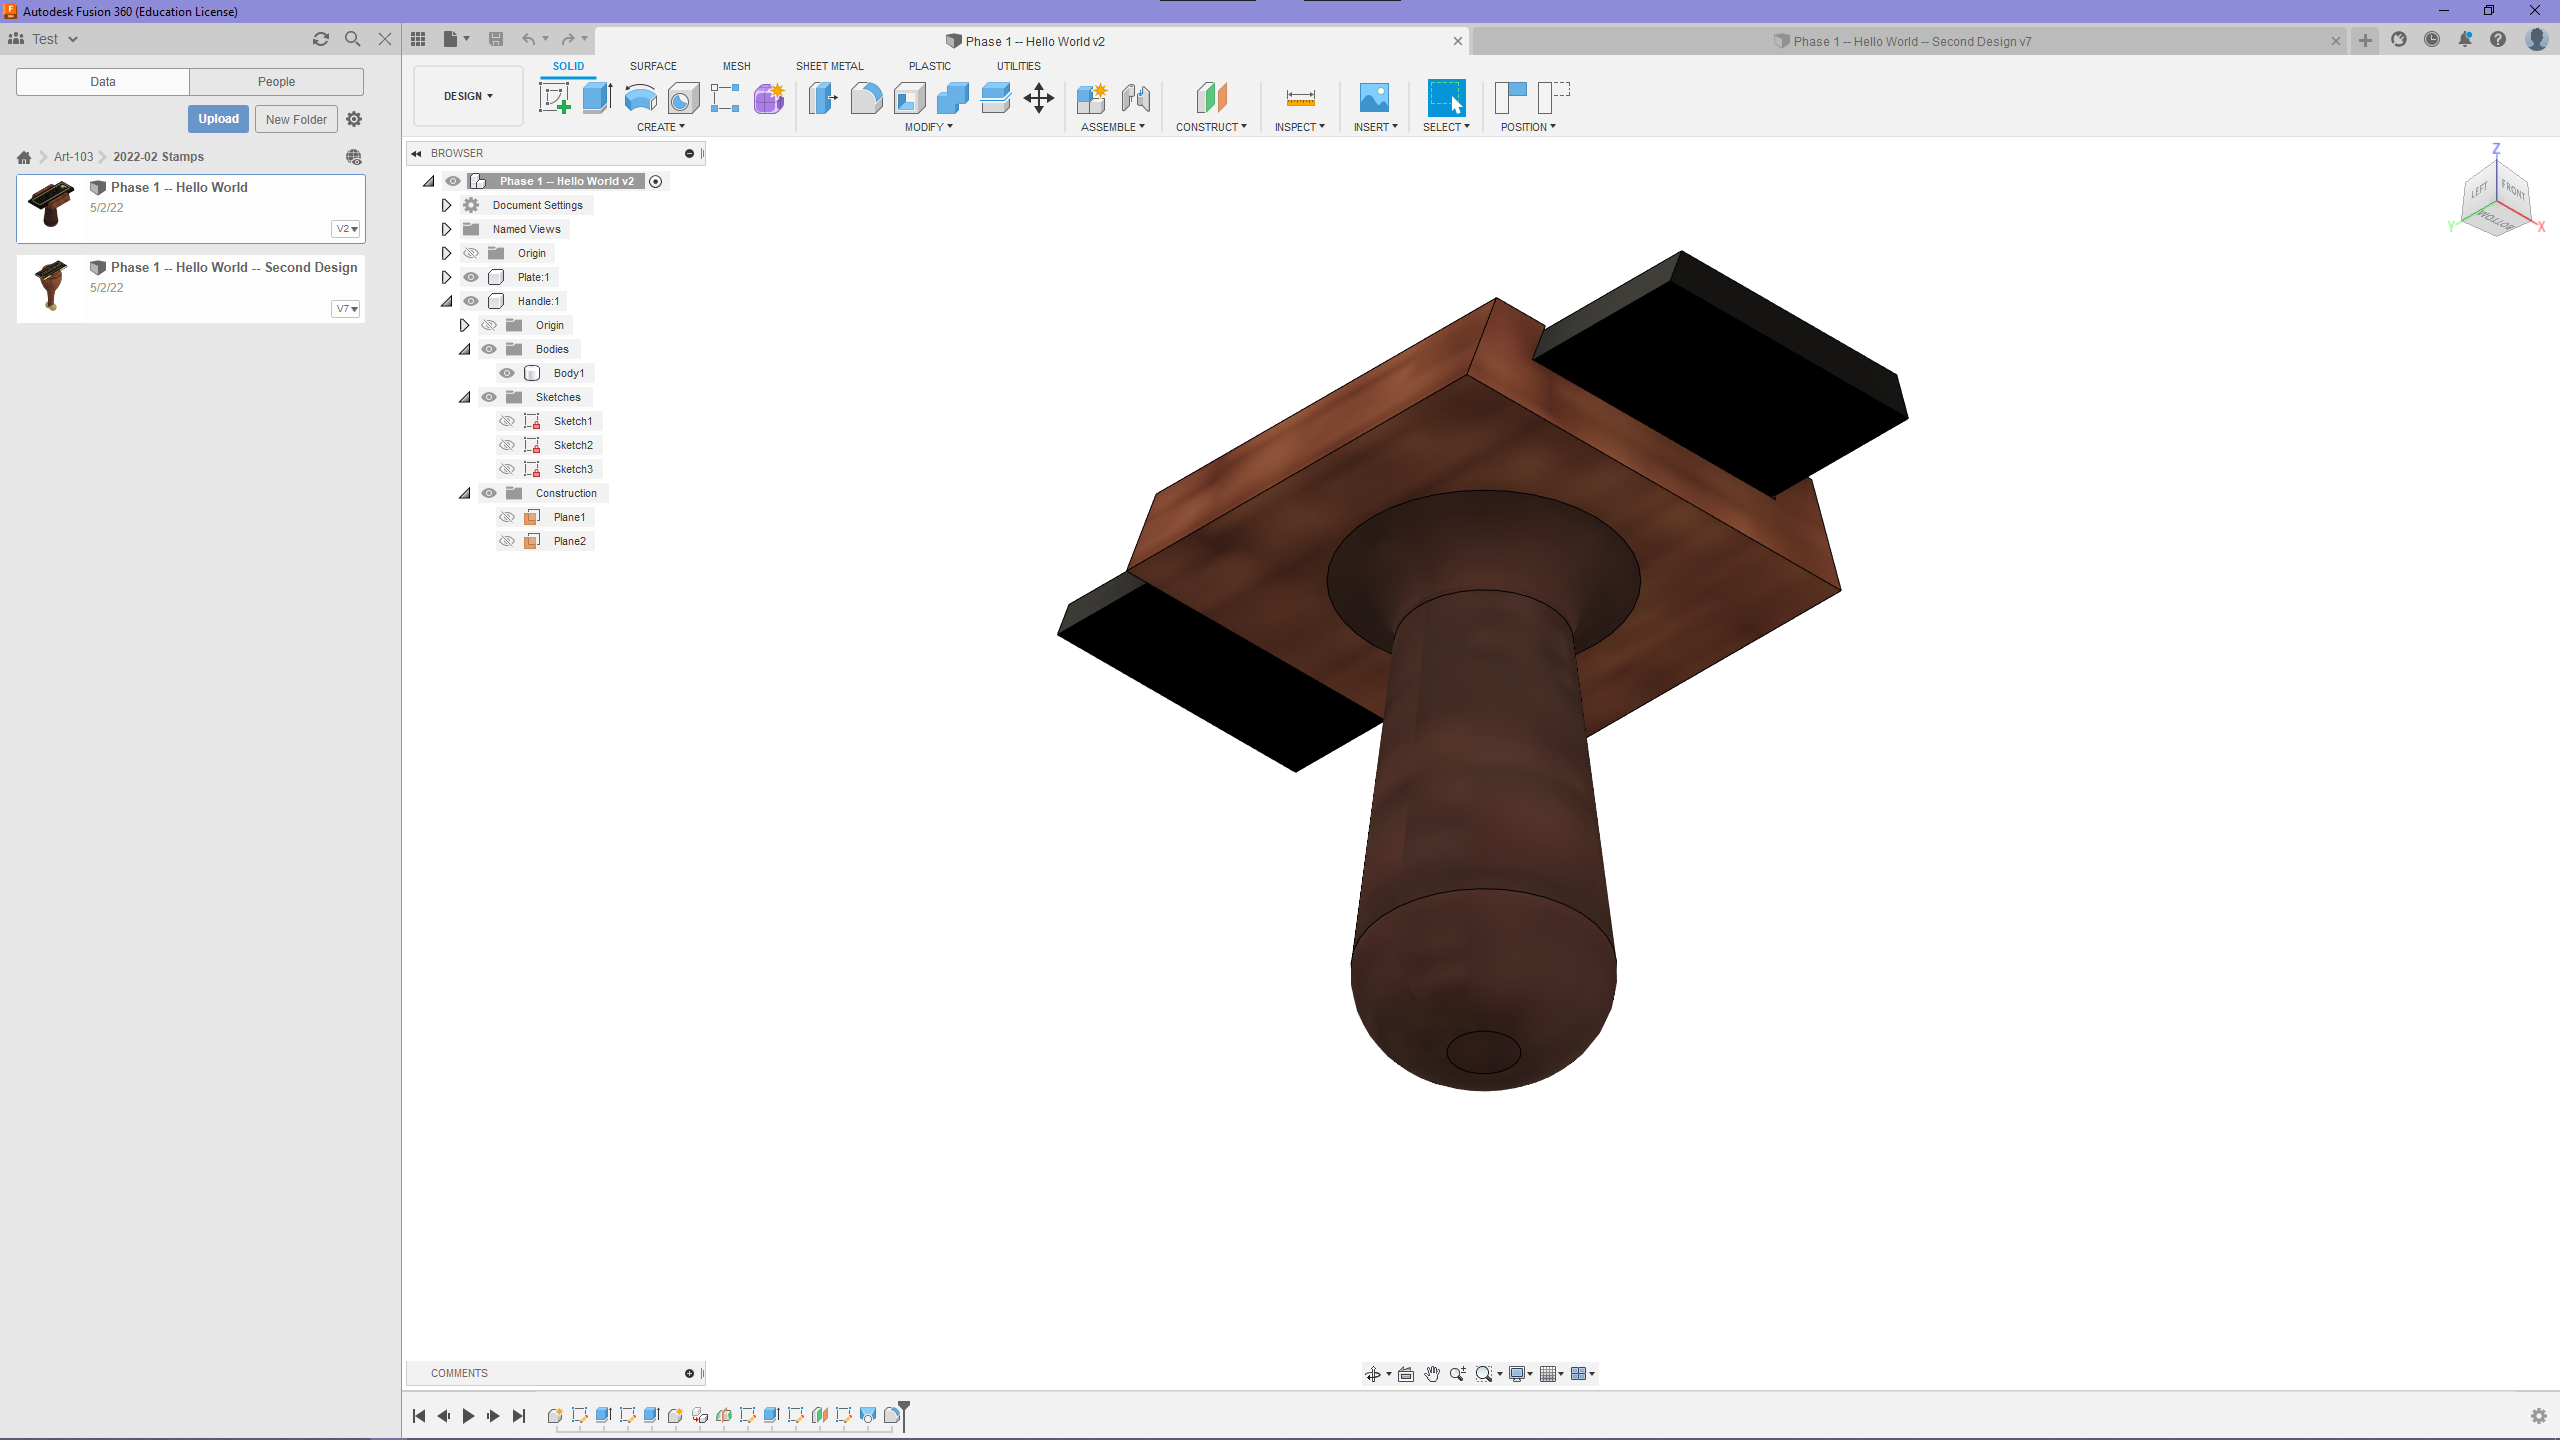 Autodesk Fusion 360 (Education License)
Test
Phase 1 -- Hello World v2
Phase 1 -- Hello World -- Second Design v7
Data
People
Upload
New Folder
Art-103
2022-02 Stamps
Phase 1 -- Hello World
5/2/22
V2
Phase 1 -- Hello World -- Second Design
5/2/22
V7
DESIGN
SOLID
SURFACE
MESH
SHEET METAL
PLASTIC
UTILITIES
CREATE
MODIFY
ASSEMBLE
CONSTRUCT
INSPECT
INSERT
SELECT
POSITION
BROWSER
Phase 1 -- Hello World v2
Document Settings
Named Views
Origin
Plate:1
Handle:1
Origin
Bodies
Body1
Sketches
Sketch1
Sketch2
Sketch3
Construction
Plane1
Plane2
Z
LEFT
FRONT
BOTTOM
Y
X
COMMENTS